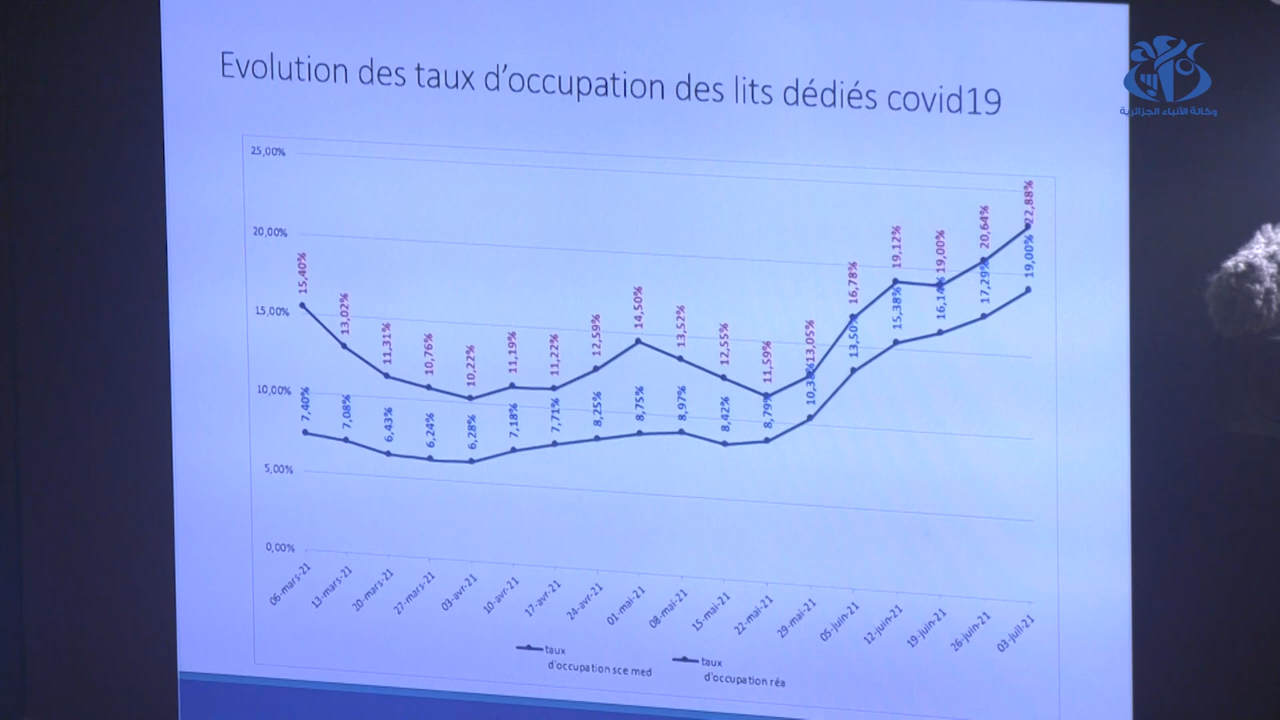 Evolution des taux d'occupation des lits dédiés covid19
وكالة الأنباء الجزائرية
25,00%
20,00%
15,00%
10,00%
5,00%
0,00%
15,40%
13,02%
11,31%
10,76%
10,22%
11,19%
11,22%
12,59%
14,50%
13,52%
12,55%
11,59%
13,05%
16,78%
19,12%
19,00%
20,64%
22,88%
7,40%
7,08%
6,43%
6,24%
6,28%
7,18%
7,71%
8,25%
8,75%
8,97%
8,42%
8,79%
15,38%
17,29%
19,00%
06-mars-21
13-mars-21
20-mars-21
27-mars-21
03-avr-21
10-avr-21
17-avr-21
24-avr-21
01-mai-21
08-mai-21
15-mai-21
22-mai-21
29-mai-21
05-juin-21
12-juin-21
19-juin-21
26-juin-21
03-juil-21
taux
d'occupation sce med
taux
d'occupation réa